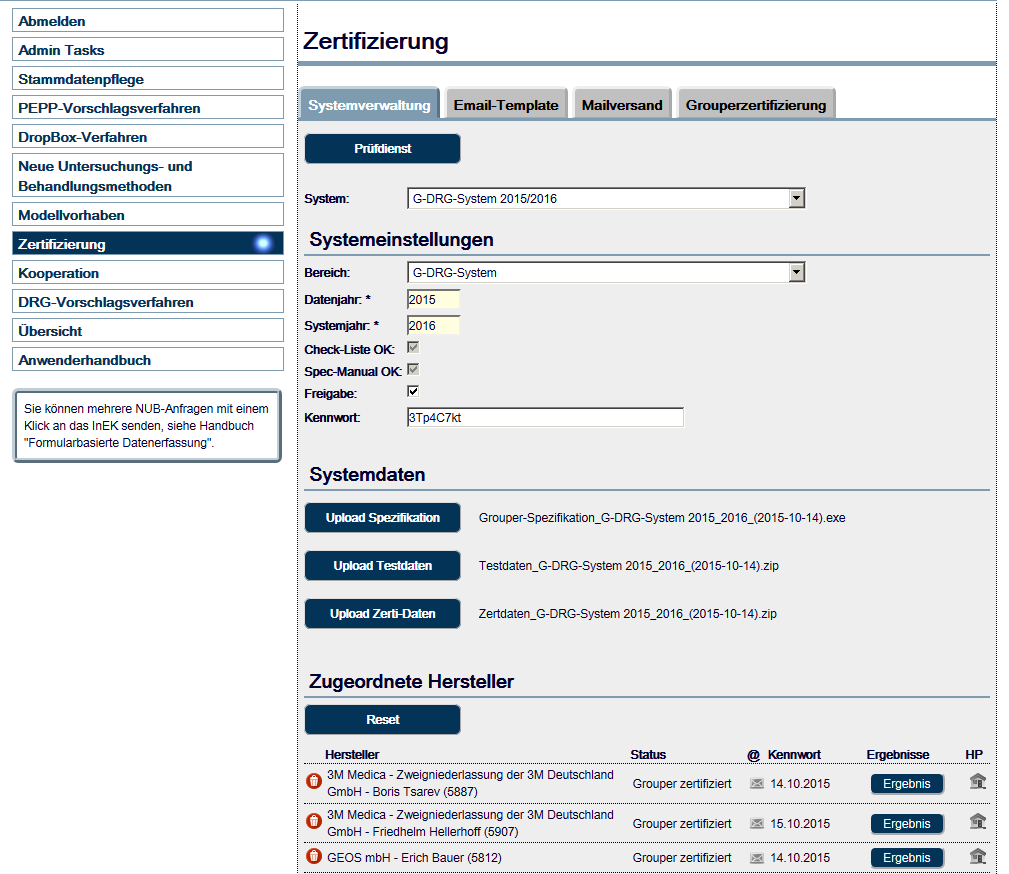 Abmelden
Admin Tasks
Stammdatenpflege
PEPP-Vorschlagsverfahren
DropBox-Verfahren
Neue Untersuchungs- und
Behandlungsmethoden
Modellvorhaben
Zertifizierung
Kooperation
DRG-Vorschlagsverfahren
Übersicht
Anwenderhandbuch
Sie können mehrere NUB-Anfragen mit einem
Klick an das InEK senden, siehe Handbuch
"Formularbasierte Datenerfassung".
Zertifizierung
Systemverwaltung Email-Template Mailversand Grouperzertifizierung
Prüfdienst
System: G-DRG-System 2015/2016
Systemeinstellungen
Bereich: G-DRG-System
Datenjahr: * 2015
Systemjahr: * 2016
Check-Liste OK:
Spec-Manual OK:
Freigabe:
Kennwort: 3Tp4C7kt
Systemdaten
Upload Spezifikation Grouper-Spezifikation_G-DRG-System 2015_2016_(2015-10-14).exe
Upload Testdaten Testdaten_G-DRG-System 2015_2016_(2015-10-14).zip
Upload Zerti-Daten Zertdaten_G-DRG-System 2015_2016_(2015-10-14).zip
Zugeordnete Hersteller
Reset
Hersteller Status @ Kennwort Ergebnisse HP
3M Medica - Zweigniederlassung der 3M Deutschland
GmbH - Boris Tsarev (5887) Grouper zertifiziert 14.10.2015 Ergebnis
3M Medica - Zweigniederlassung der 3M Deutschland
GmbH - Friedhelm Hellerhoff (5907) Grouper zertifiziert 15.10.2015 Ergebnis
GEOS mbH - Erich Bauer (5812) Grouper zertifiziert 14.10.2015 Ergebnis